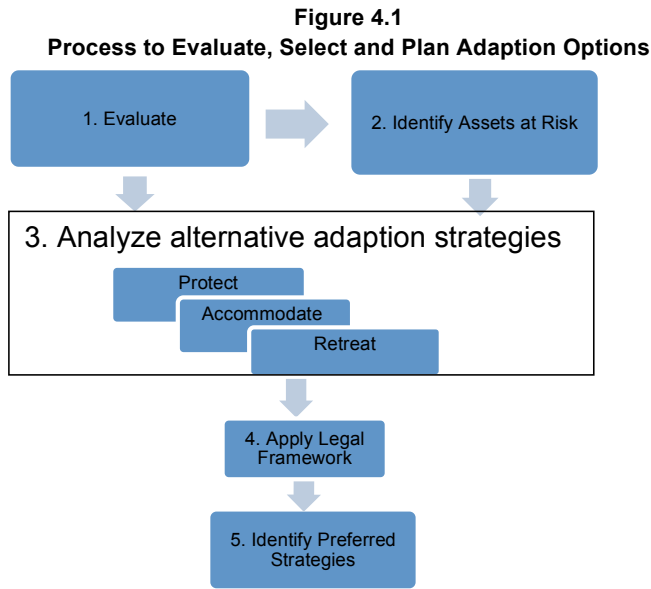 Figure 4.1
Process to Evaluate, Select and Plan Adaption Options
1. Evaluate
2. Identify Assets at Risk
3. Analyze alternative adaption strategies
Protect
Accommodate
Retreat
4. Apply Legal
Framework
5. Identify Preferred
Strategies